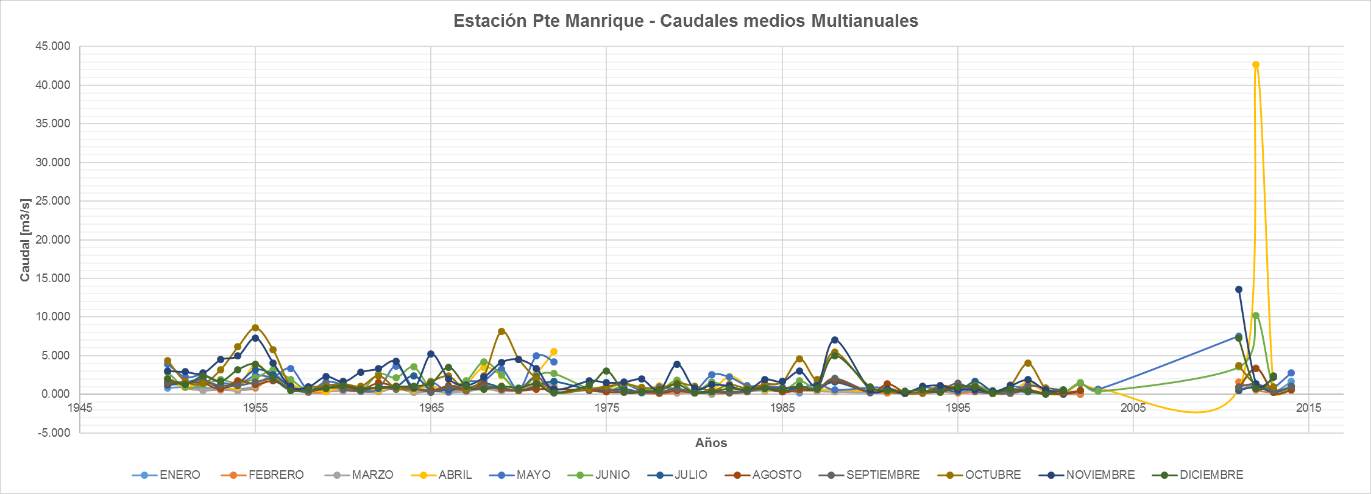 Estación Pte Manrique - Caudales medios Multianuales
45.000
40.000
35.000
30.000
25.000
20.000
15.000
10.000
5.000
0.000
-5.000
Caudal [m3/s]
1945 1955 1965 1975 1985 1995 2005 2015
Años
ENERO FEBRERO MARZO ABRIL MAYO JUNIO JULIO AGOSTO SEPTIEMBRE OCTUBRE NOVIEMBRE DICIEMBRE